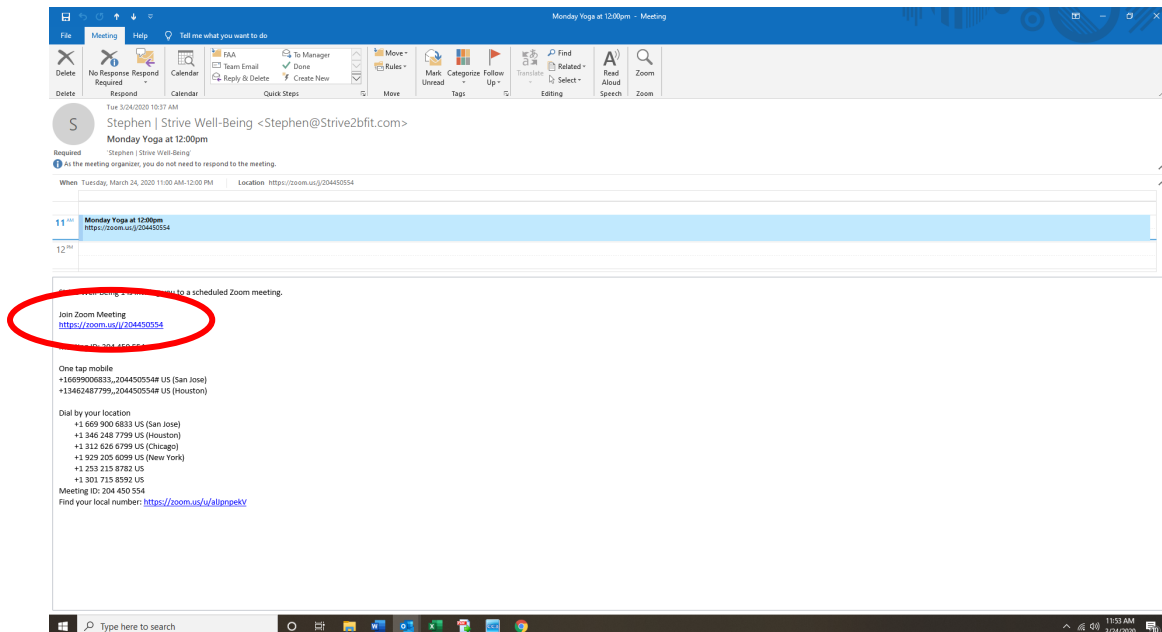 Monday Yoga at 12:00pm - Meeting
File Meeting Help Tell me what you want to do
Delete
No Response Required
Respond
Calendar
FAA
Team Email
Reply & Delete
To Manager
Done
Create New
Move
Rules
Mark Unread
Categorize
Follow Up
Translate
Find
Related
Select
Read Aloud
Zoom
Delete Respond Calendar Quick Steps Move Tags Editing Speech Zoom
Tue 3/24/2020 10:37 AM
S
Stephen | Strive Well-Being <Stephen@Strive2bfit.com>
Monday Yoga at 12:00pm
Required 'Stephen | Strive Well-Being'
As the meeting organizer, you do not need to respond to the meeting.
When Tuesday, March 24, 2020 11:00 AM-12:00 PM Location https://zoom.us/j/204450554
11 AM
Monday Yoga at 12:00pm
https://zoom.us/j/204450554
12 PM
you to a scheduled Zoom meeting.
Join Zoom Meeting
https://zoom.us/j/204450554
ID: 204 450 554
One tap mobile
+16699006833,,204450554# US (San Jose)
+13462487799,,204450554# US (Houston)
Dial by your location
+1 669 900 6833 US (San Jose)
+1 346 248 7799 US (Houston)
+1 312 626 6799 US (Chicago)
+1 929 205 6099 US (New York)
+1 253 215 8782 US
+1 301 715 8592 US
Meeting ID: 204 450 554
Find your local number: https://zoom.us/u/aljpnpekV
Type here to search
11:53 AM
3/24/2020